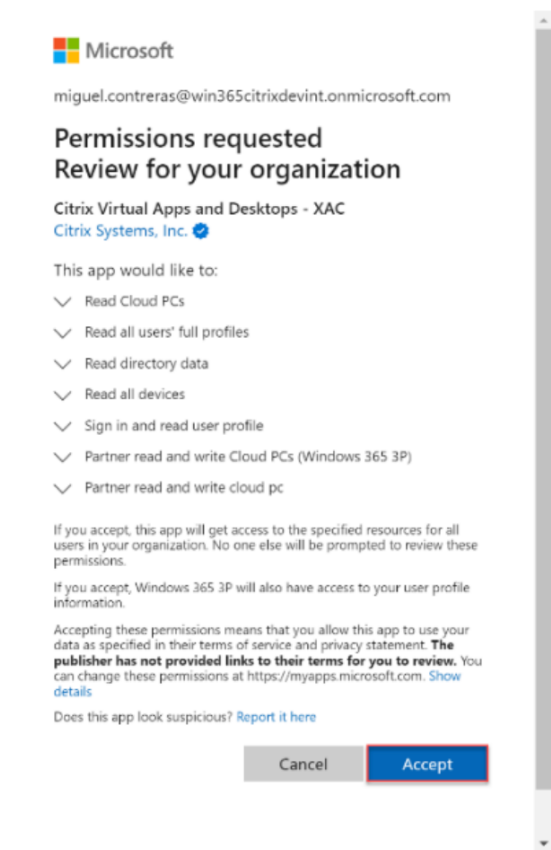 Microsoft
miguel.contreras@win365citrixdevint.onmicrosoft.com
Permissions requested
Review for your organization
Citrix Virtual Apps and Desktops - XAC
Citrix Systems, Inc.
This app would like to:
Read Cloud PCs
Read all users' full profiles
Read directory data
Read all devices
Sign in and read user profile
Partner read and write Cloud PCs (Windows 365 3P)
Partner read and write cloud pc
If you accept, this app will get access to the specified resources for all
users in your organization. No one else will be prompted to review these
permissions.
If you accept, Windows 365 3P will also have access to your user profile
information.
Accepting these permissions means that you allow this app to use your
data as specified in their terms of service and privacy statement. The
publisher has not provided links to their terms for you to review. You
can change these permissions at https://myapps.microsoft.com. Show
details
Does this app look suspicious? Report it here
Cancel Accept